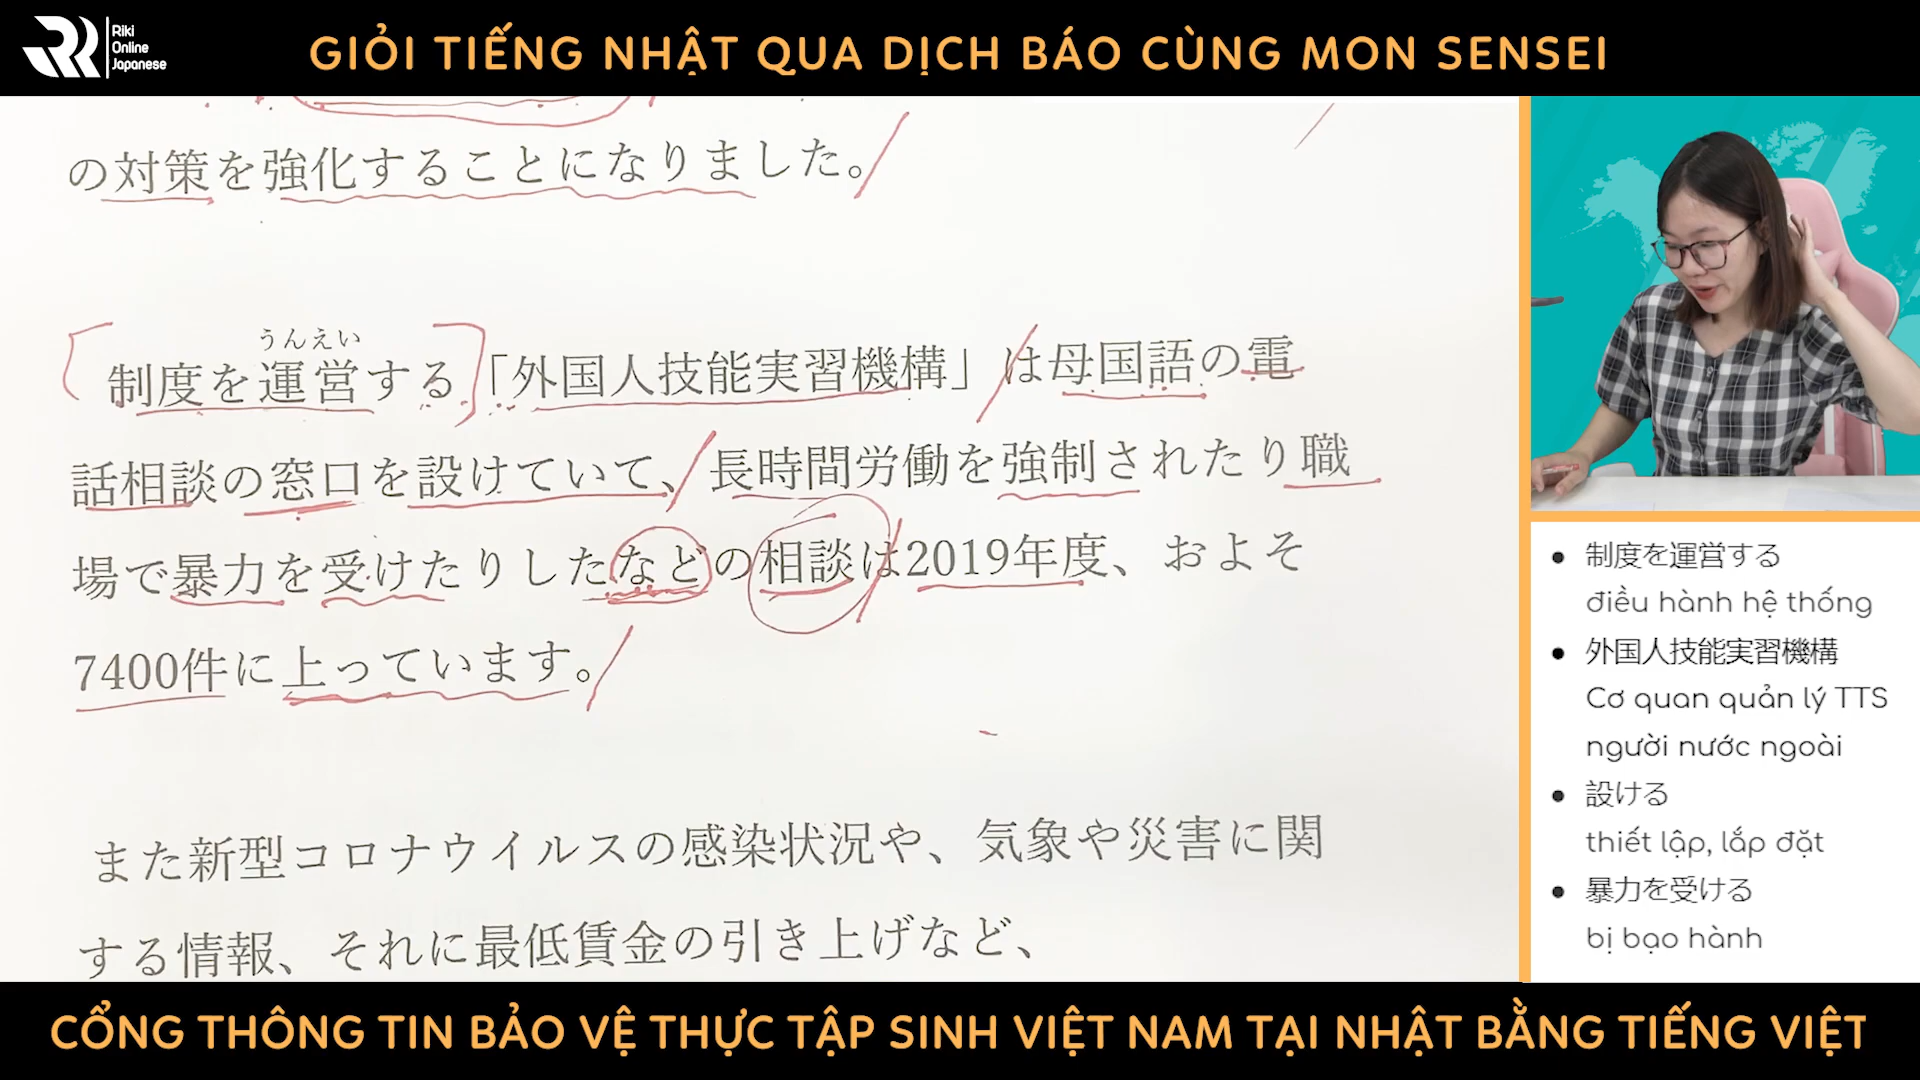 Riki
Online
Japanese
GIỎI TIẾNG NHẬT QUA DỊCH BÁO CÙNG MON SENSEI
の対策を強化することになりました。
うんえい
制度を運営する「外国人技能実習機構」は母国語の電
話相談の窓口を設けていて、長時間労働を強制されたり職
場で暴力を受けたりしたなどの相談は2019年度、およそ
7400件に上っています。
また新型コロナウイルスの感染状況や、気象や災害に関
する情報、それに最低賃金の引き上げなど、
• 制度を運営する
điều hành hệ thống
• 外国人技能実習機構
Cơ quan quản lý TTS
người nước ngoài
• 設ける
thiết lập, lắp đặt
• 暴力を受ける
bị bạo hành
CỔNG THÔNG TIN BẢO VỆ THỰC TẬP SINH VIỆT NAM TẠI NHẬT BẰNG TIẾNG VIỆT